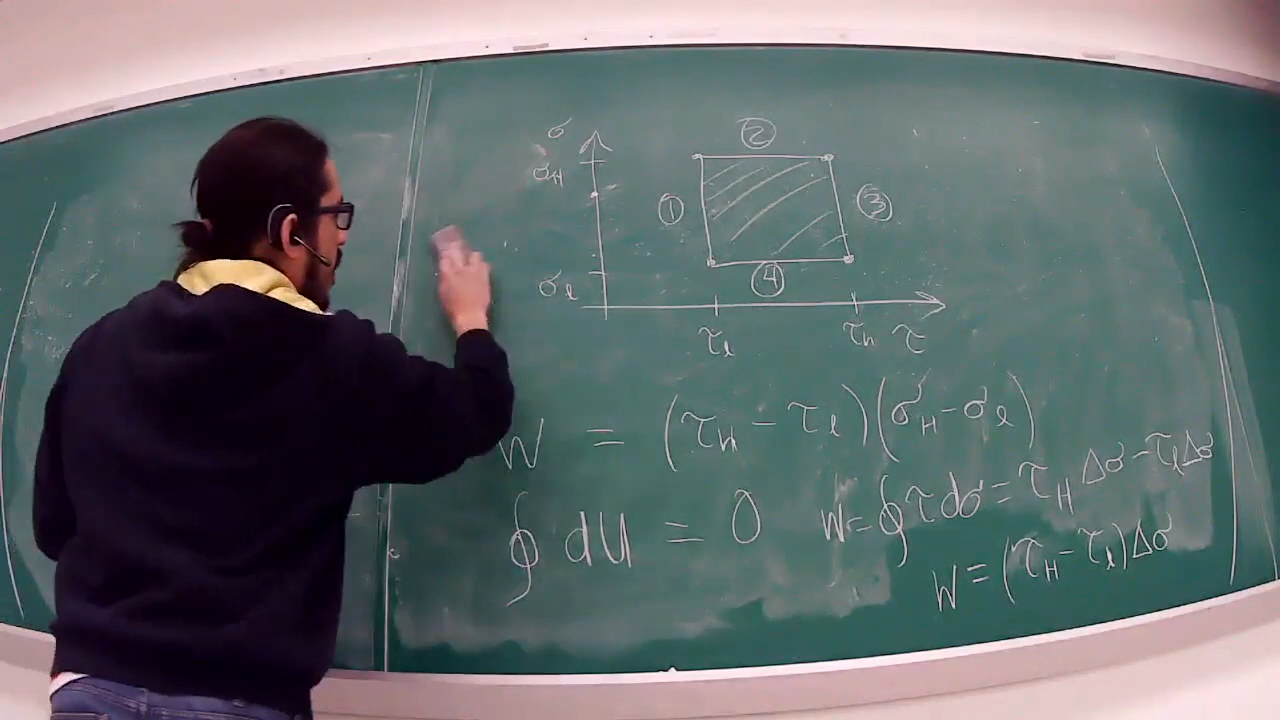 σ
σ_H
②
①
③
④
σ_ℓ
τ_ℓ τ_h τ
W = (τ_H − τ_ℓ)(σ_H − σ_ℓ)
∮ dU = 0 W = ∮ τ dσ = τ_H Δσ − τ_ℓ Δσ
W = (τ_H − τ_ℓ) Δσ